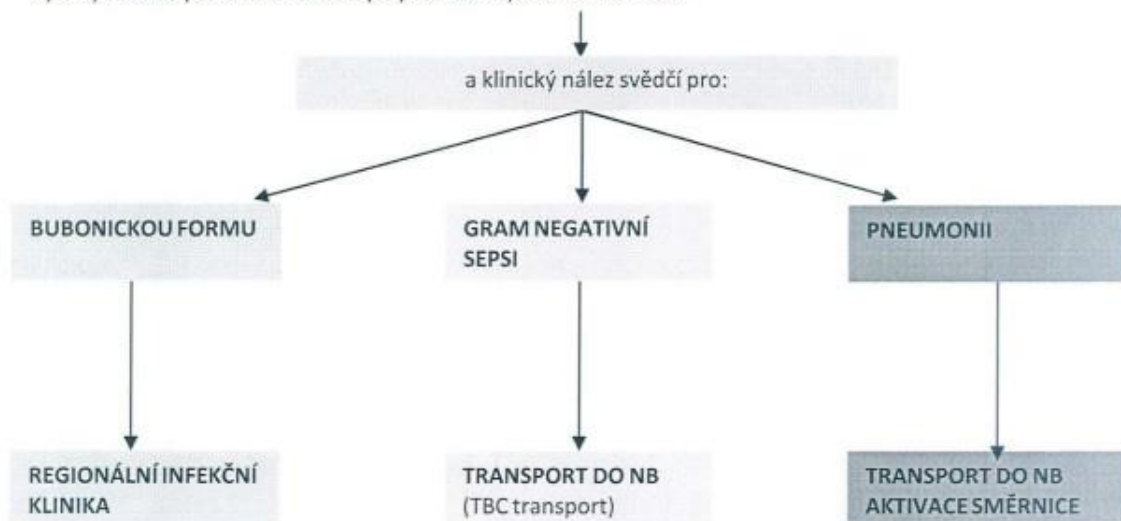 a klinický nález svědčí pro:
BUBONICKOU FORMU
GRAM NEGATIVNÍ
SEPSI
PNEUMONII
REGIONÁLNÍ INFEKČNÍ
KLINIKA
TRANSPORT DO NB
(TBC transport)
TRANSPORT DO NB
AKTIVACE SMĚRNICE